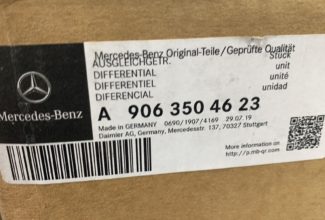 Mercedes-Benz Original-Teile/Geprüfte Qualität
AUSGLEICHGETR. Stück
DIFFERENTIAL unit
DIFFERENTIEL unité
DIFERENCIAL unidad
Mercedes-Benz
A 906 350 46 23
Made in GERMANY 0690/1907/4169 29.07.19
Daimler AG, Germany, Mercedesstr. 137, 70327 Stuttgart
More information on
http://p.mb-qr.com/